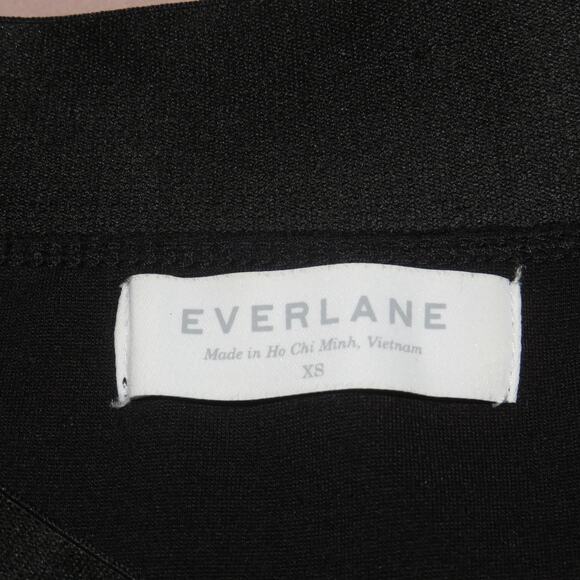 EVERLANE
Made in Ho Chi Minh, Vietnam
XS